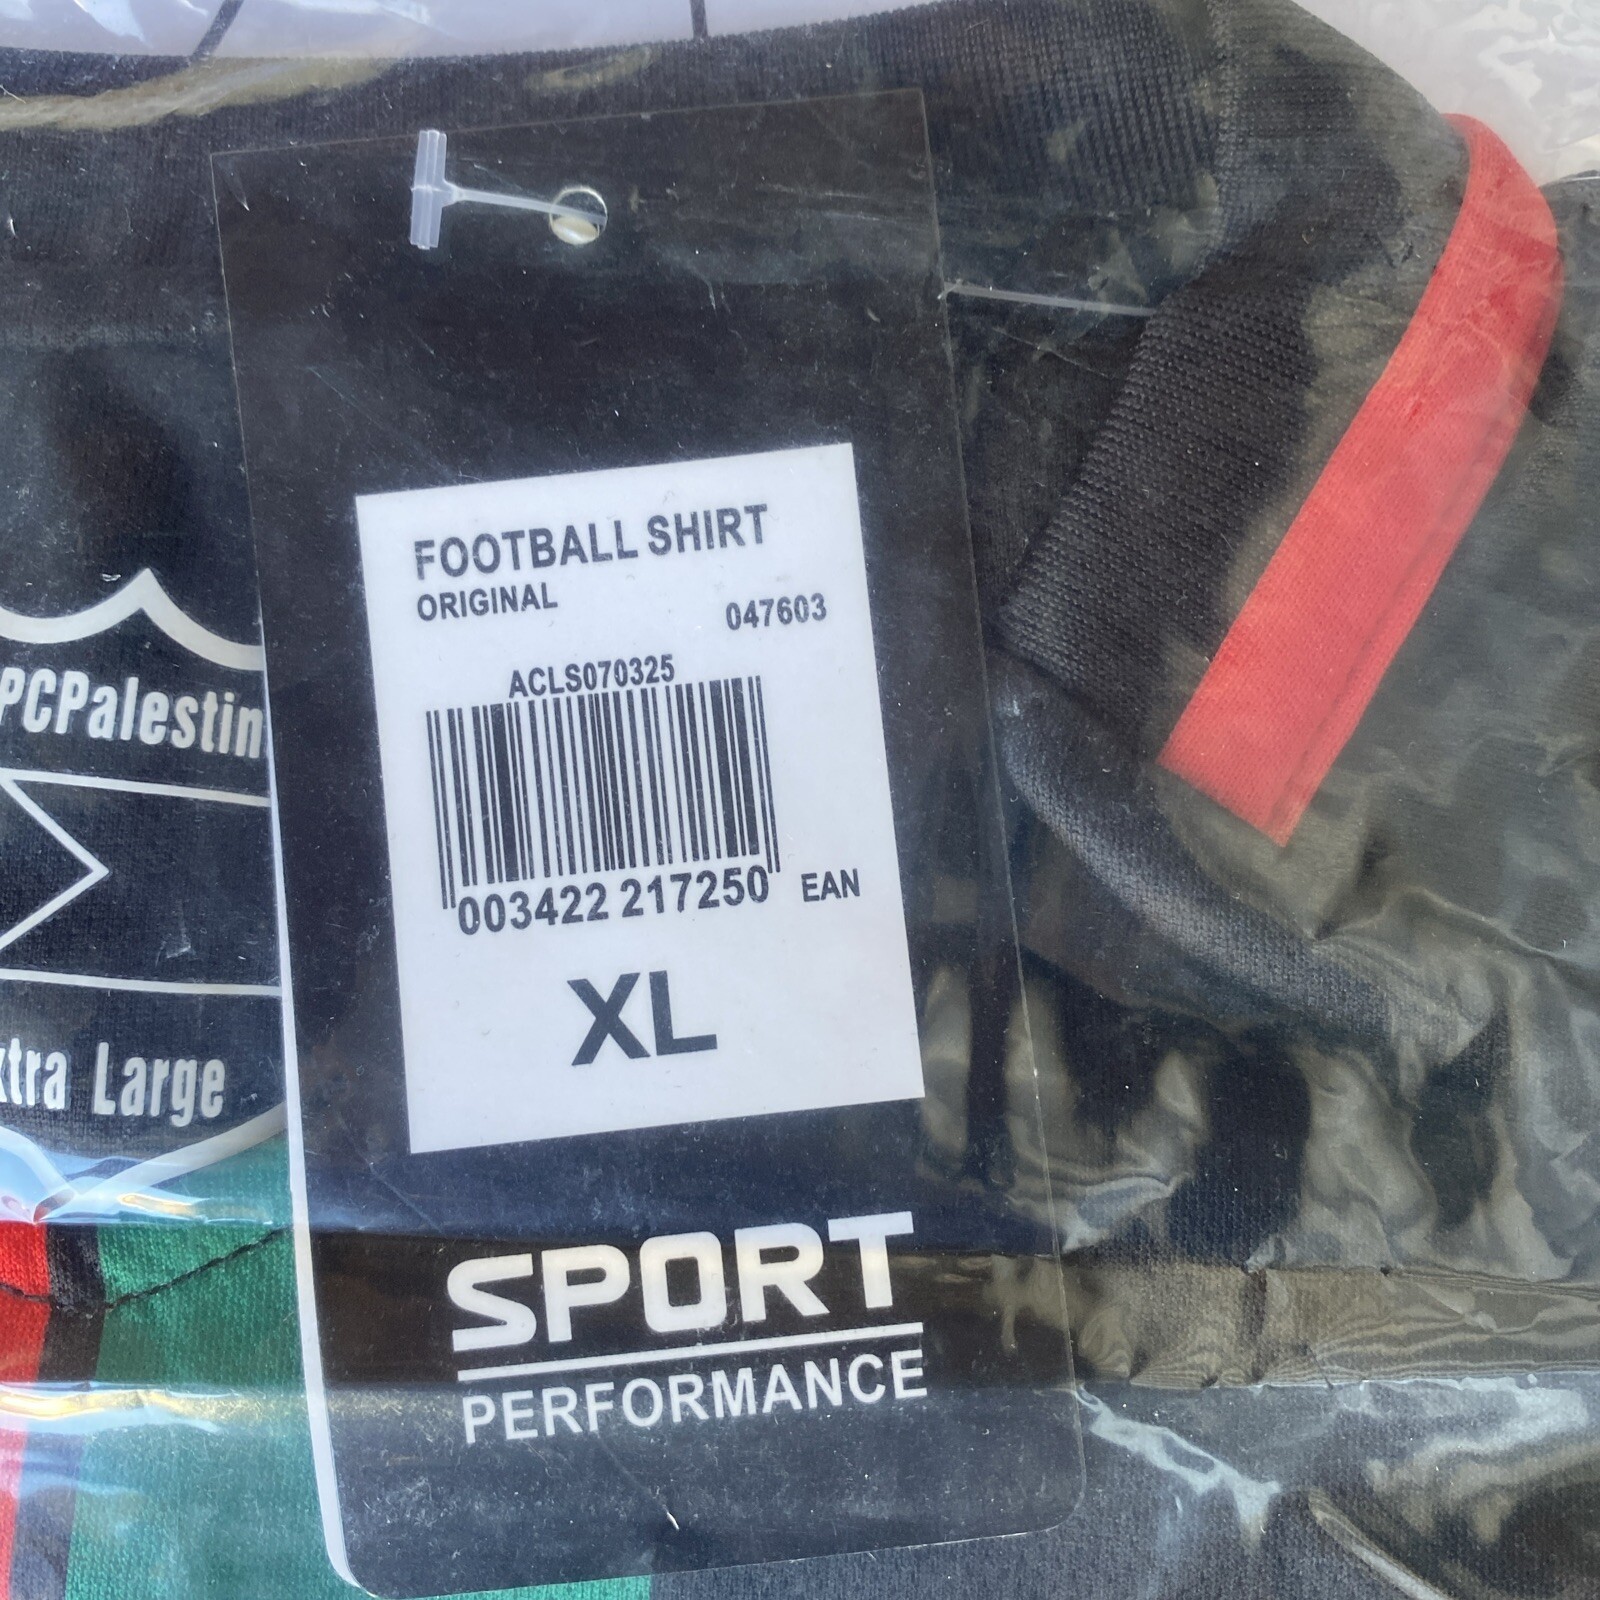 FOOTBALL SHIRT
ORIGINAL
047603
ACLS070325
003422 217250
EAN
XL
SPORT
PERFORMANCE
PCPalestin
xtra Large